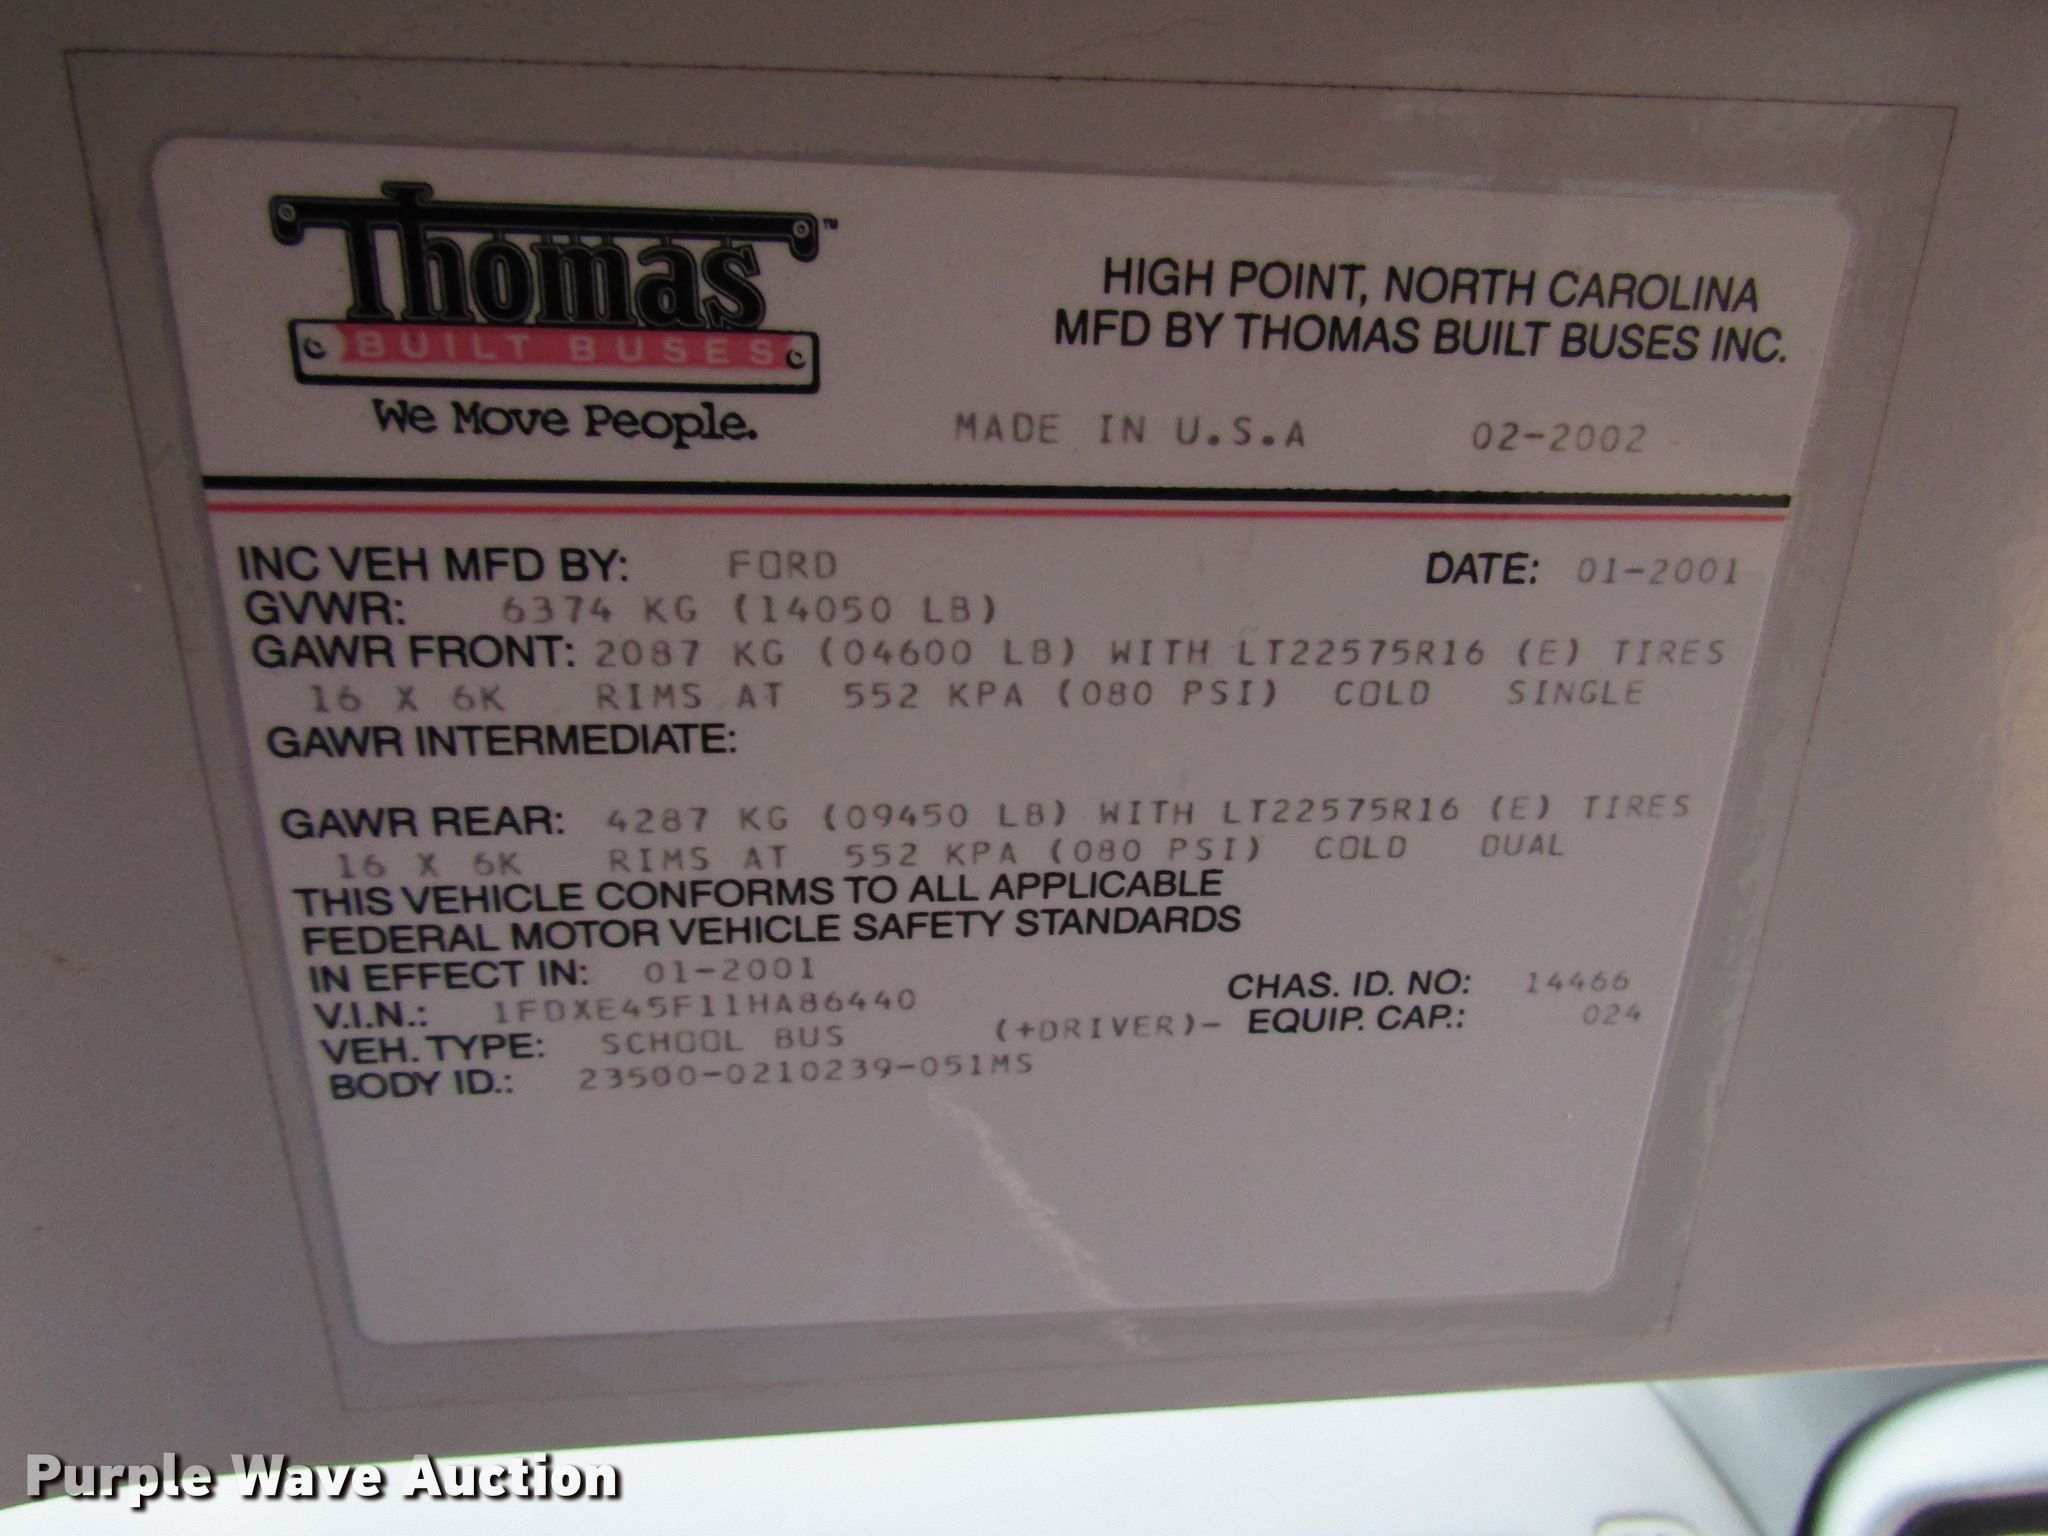 Thomas™
BUILT BUSES
We Move People.
HIGH POINT, NORTH CAROLINA
MFD BY THOMAS BUILT BUSES INC.
MADE IN U.S.A 02-2002
INC VEH MFD BY: FORD DATE: 01-2001
GVWR: 6374 KG (14050 LB)
GAWR FRONT: 2087 KG (04600 LB) WITH LT22575R16 (E) TIRES
16 X 6K RIMS AT 552 KPA (080 PSI) COLD SINGLE
GAWR INTERMEDIATE:
GAWR REAR: 4287 KG (09450 LB) WITH LT22575R16 (E) TIRES
16 X 6K RIMS AT 552 KPA (080 PSI) COLD DUAL
THIS VEHICLE CONFORMS TO ALL APPLICABLE
FEDERAL MOTOR VEHICLE SAFETY STANDARDS
IN EFFECT IN: 01-2001 CHAS. ID. NO: 14466
V.I.N.: 1FDXE45F11HA86440
VEH. TYPE: SCHOOL BUS (+DRIVER)- EQUIP. CAP.: 024
BODY ID.: 23500-0210239-051MS
Purple Wave Auction